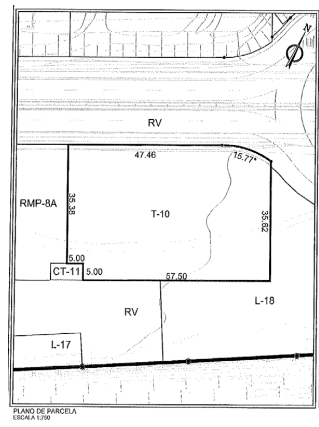 N
RV
47.46
15.77*
35.38
RMP-8A
T-10
35.62
5.00
CT-11
5.00
57.50
L-18
RV
L-17
PLANO DE PARCELA
ESCALA 1:750